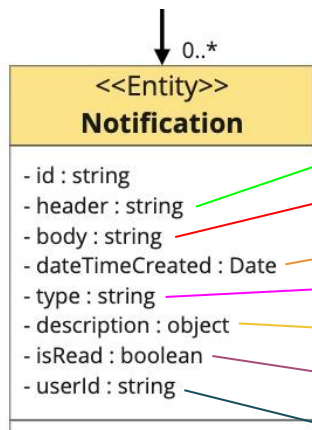 0..*
<<Entity>>
Notification
- id : string
- header : string
- body : string
- dateTimeCreated : Date
- type : string
- description : object
- isRead : boolean
- userId : string